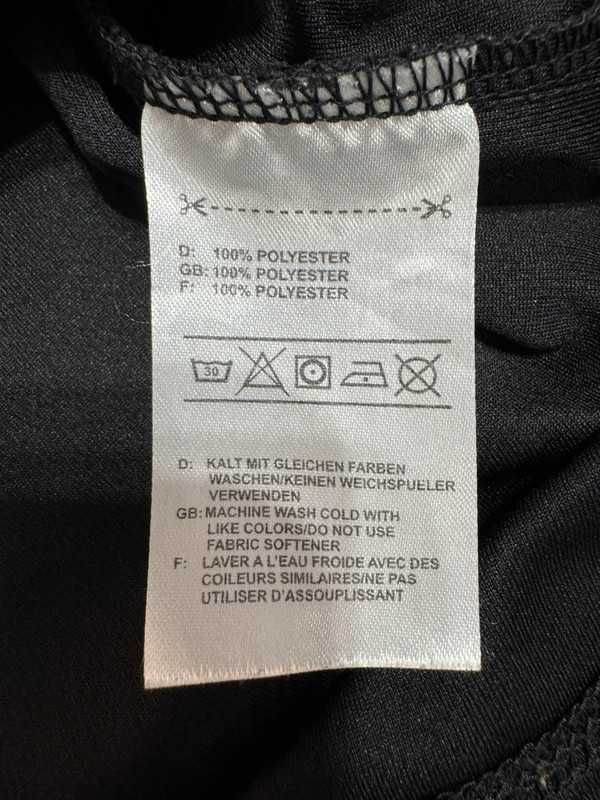 D: 100% POLYESTER
GB: 100% POLYESTER
F: 100% POLYESTER
30
D: KALT MIT GLEICHEN FARBEN
WASCHEN/KEINEN WEICHSPUELER
VERWENDEN
GB: MACHINE WASH COLD WITH
LIKE COLORS/DO NOT USE
FABRIC SOFTENER
F: LAVER A L'EAU FROIDE AVEC DES
COILEURS SIMILAIRES/NE PAS
UTILISER D'ASSOUPLISSANT